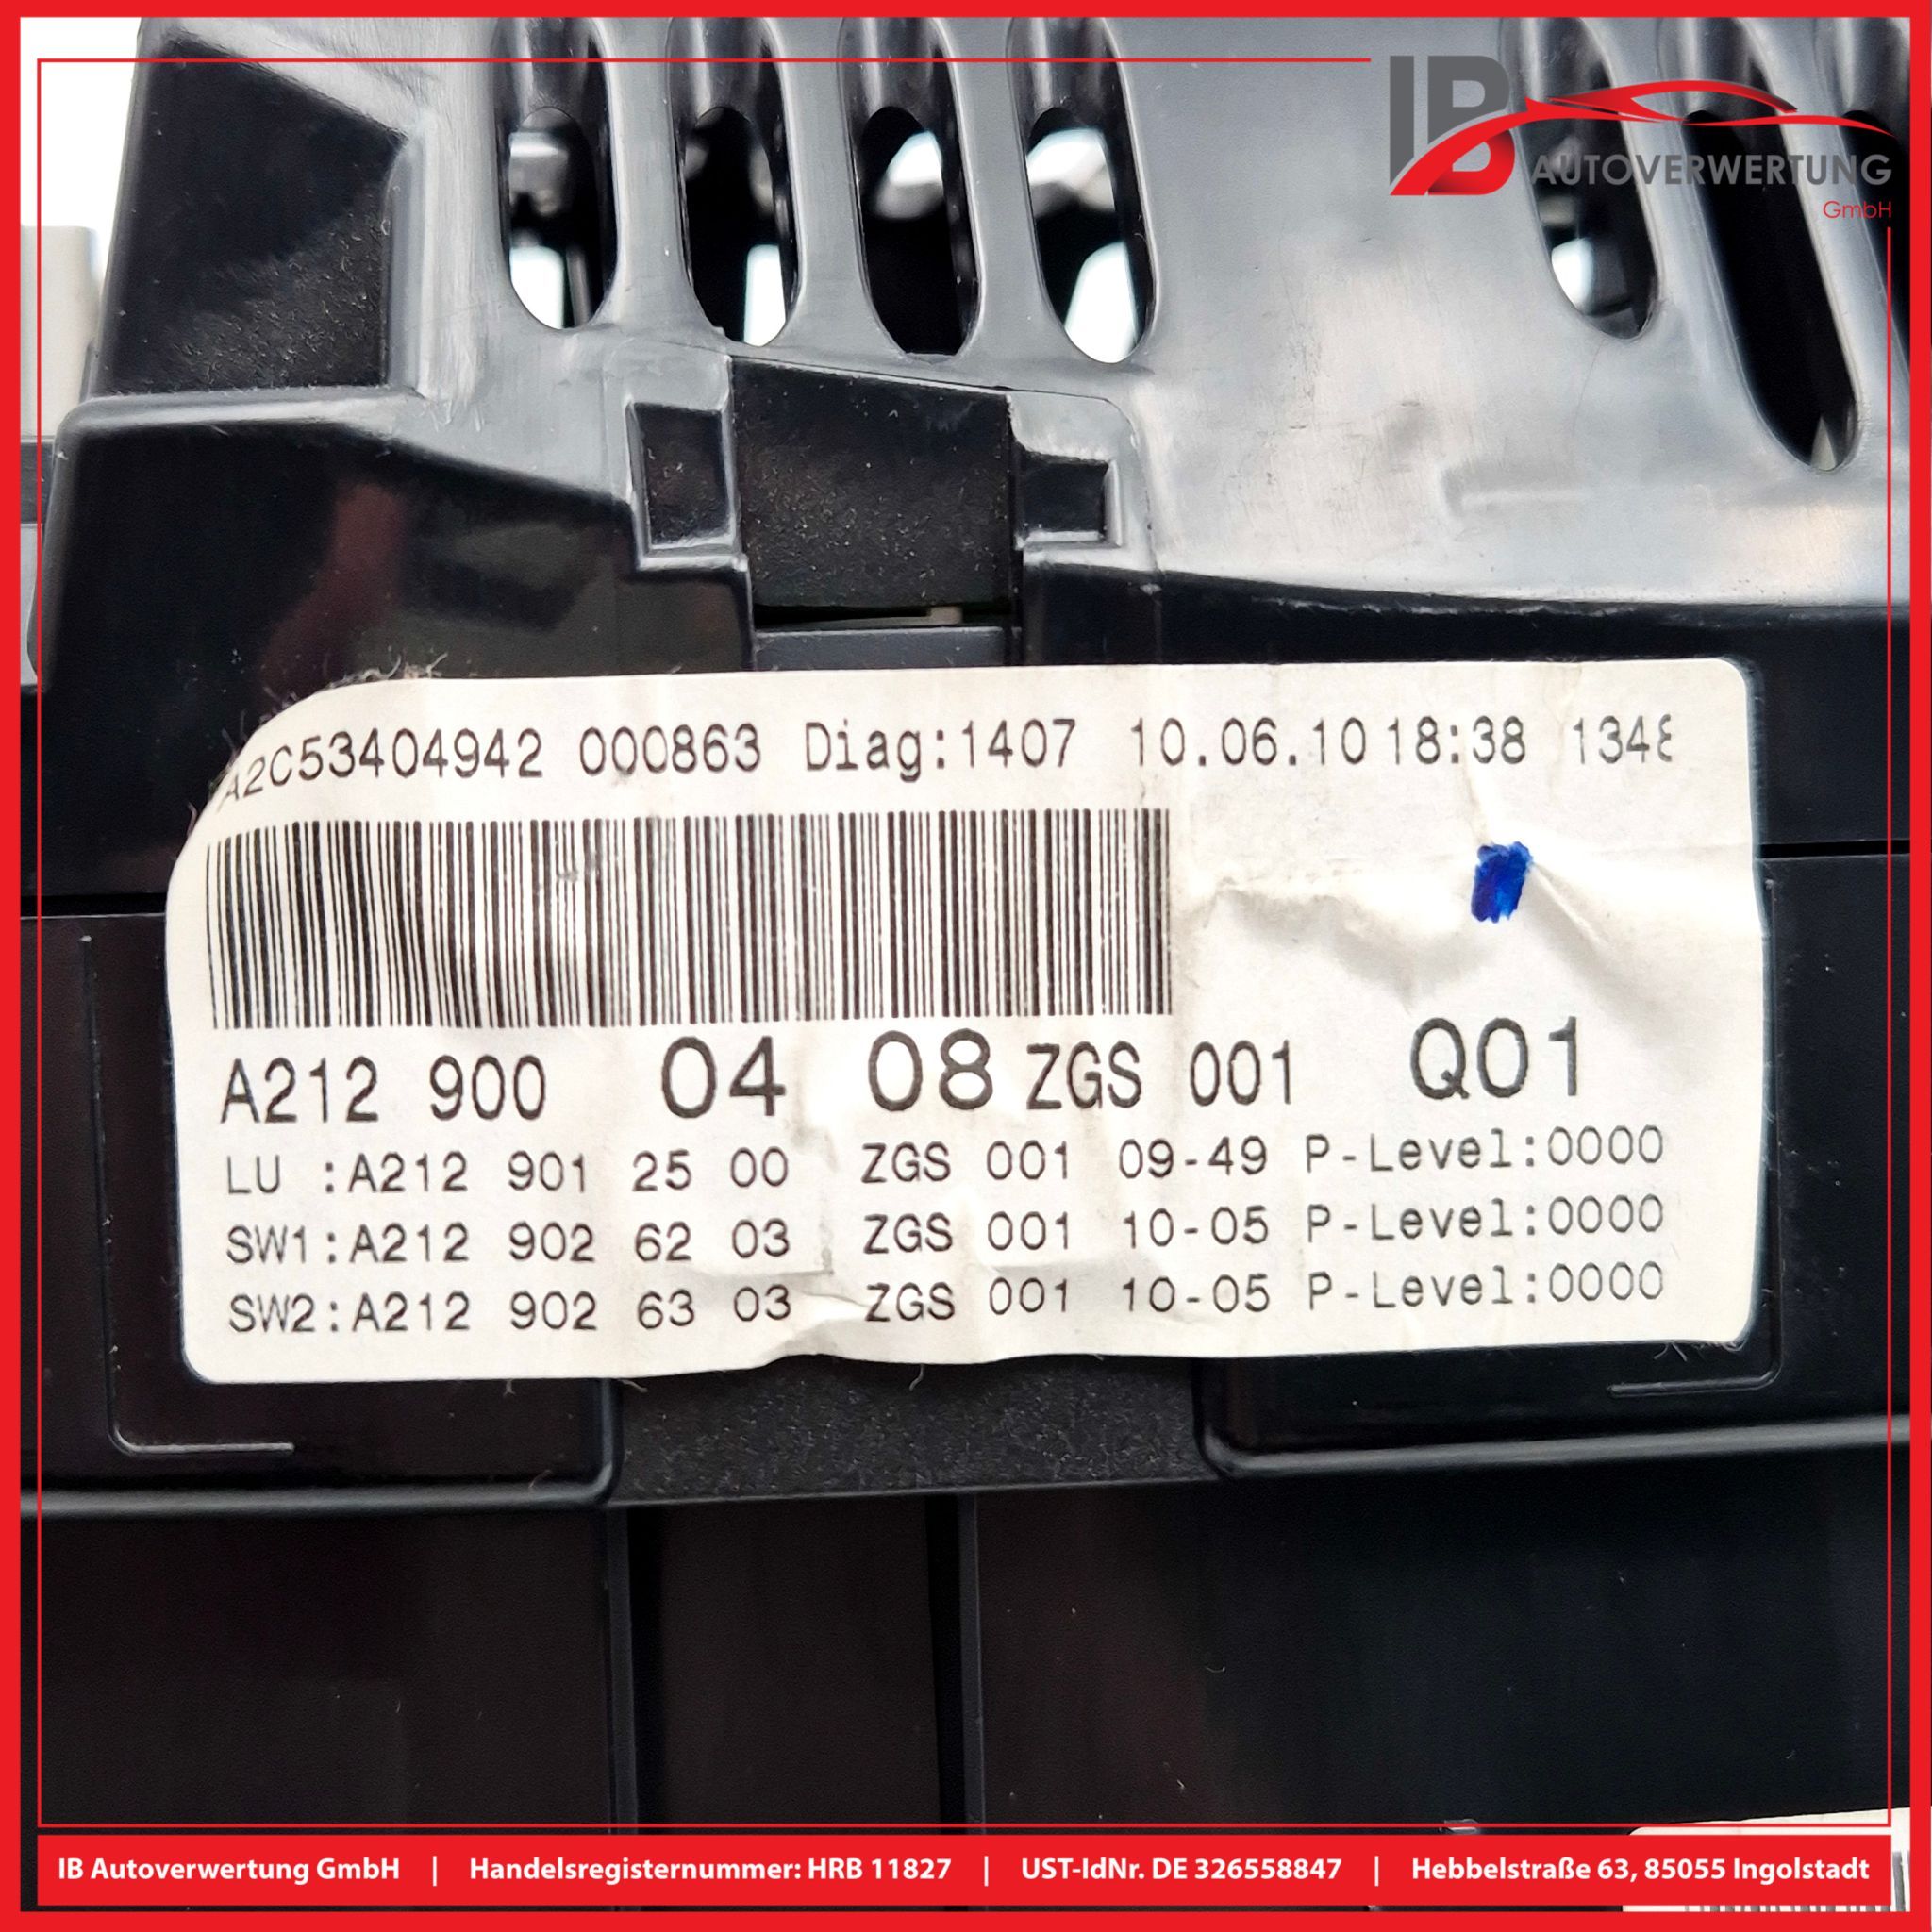 IB
AUTOVERWERTUNG
GmbH
A2C53404942 000863 Diag:1407 10.06.10 18:38 1348
A212 900 04 08 ZGS 001 Q01
LU :A212 901 25 00 ZGS 001 09-49 P-Level:0000
SW1:A212 902 62 03 ZGS 001 10-05 P-Level:0000
SW2:A212 902 63 03 ZGS 001 10-05 P-Level:0000
IB Autoverwertung GmbH | Handelsregisternummer: HRB 11827 | UST-IdNr. DE 326558847 | Hebbelstraße 63, 85055 Ingolstadt